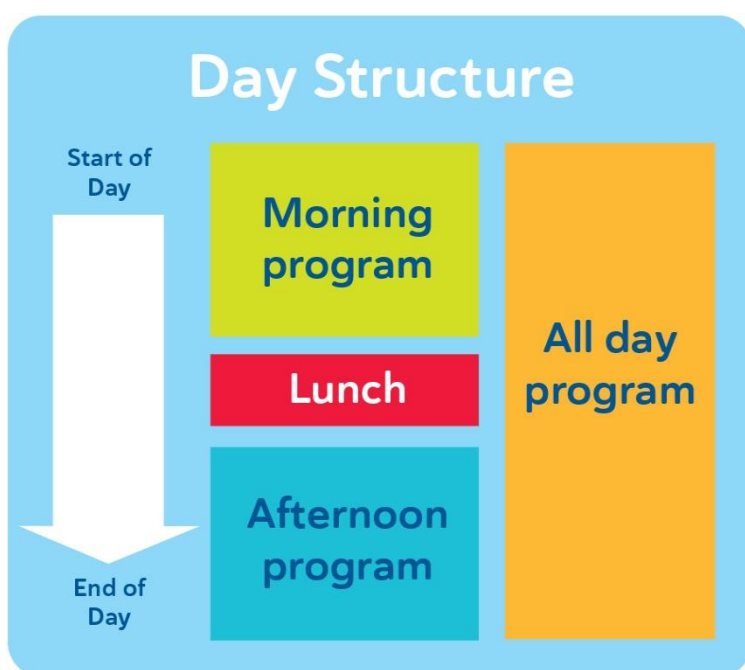 Day Structure
Start of
Day
Morning
program
Lunch
Afternoon
program
End of
Day
All day
program